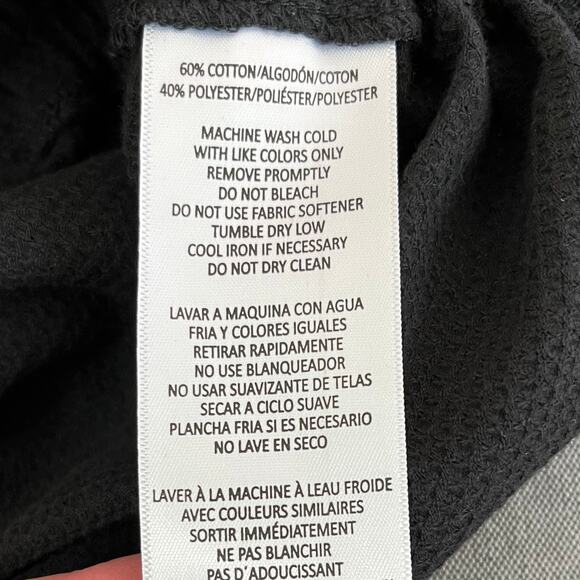 60% COTTON/ALGODÓN/COTON
40% POLYESTER/POLIÉSTER/POLYESTER
MACHINE WASH COLD
WITH LIKE COLORS ONLY
REMOVE PROMPTLY
DO NOT BLEACH
DO NOT USE FABRIC SOFTENER
TUMBLE DRY LOW
COOL IRON IF NECESSARY
DO NOT DRY CLEAN
LAVAR A MAQUINA CON AGUA
FRIA Y COLORES IGUALES
RETIRAR RAPIDAMENTE
NO USE BLANQUEADOR
NO USAR SUAVIZANTE DE TELAS
SECAR A CICLO SUAVE
PLANCHA FRIA SI ES NECESARIO
NO LAVE EN SECO
LAVER À LA MACHINE À LEAU FROIDE
AVEC COULEURS SIMILAIRES
SORTIR IMMÉDIATEMENT
NE PAS BLANCHIR
PAS D'ADOUCISSANT